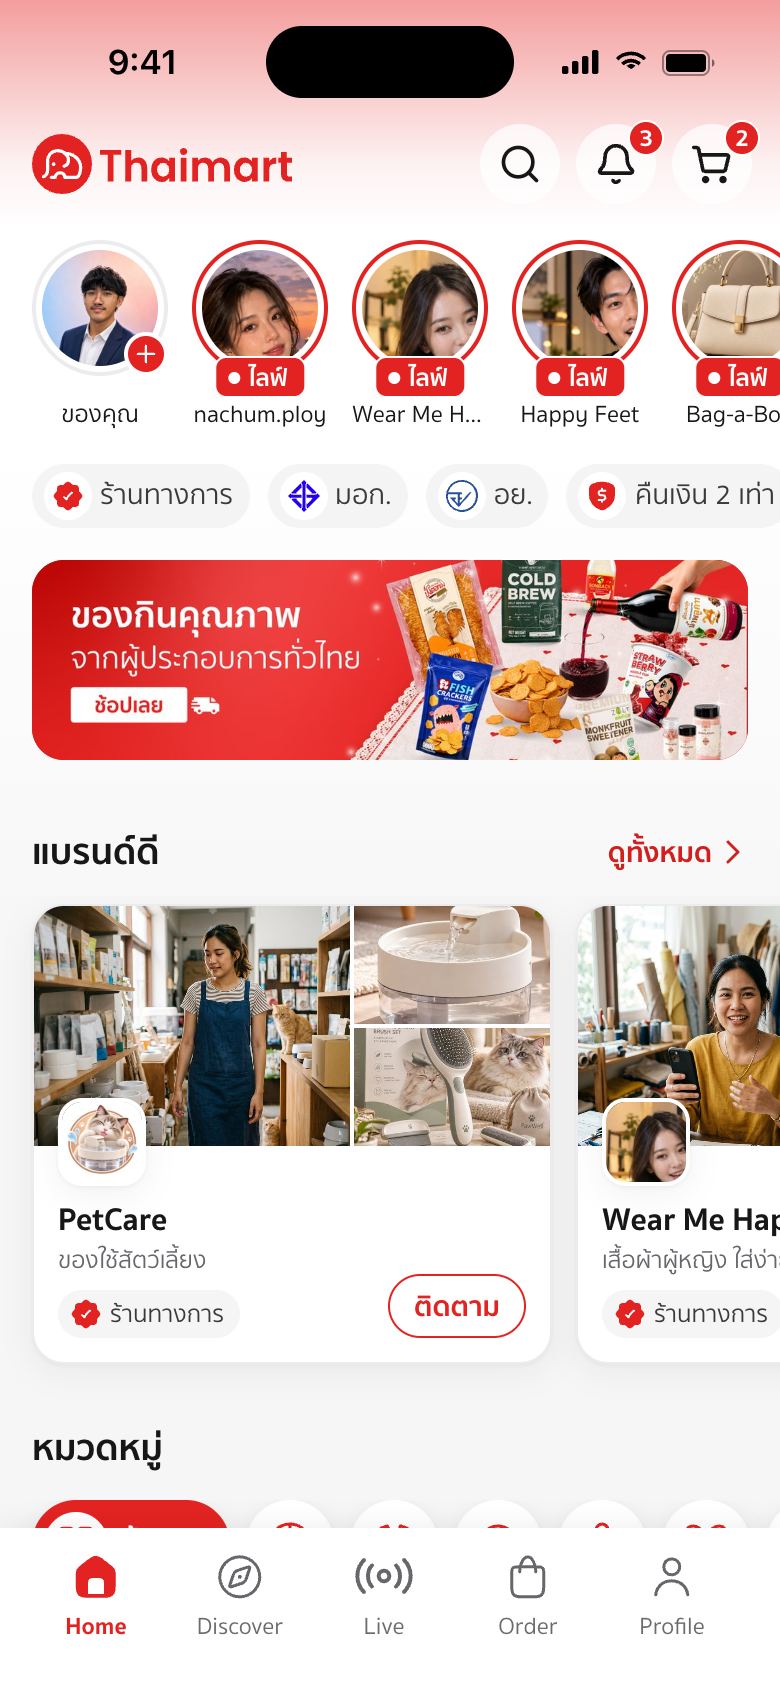 9:41
Thaimart
3
2
ไลฟ์
ไลฟ์
ไลฟ์
ไลฟ์
ของคุณ
nachum.ploy
Wear Me H...
Happy Feet
Bag-a-Bo
ร้านทางการ
มอก.
อย.
คืนเงิน 2 เท่า
ของกินคุณภาพ
จากผู้ประกอบการทั่วไทย
ช้อปเลย
COLD
BREW
FISH
CRACKERS
STRAW
BERRY
MONKFRUIT
SWEETENER
แบรนด์ดี
ดูทั้งหมด
BRUSH SET
PawWell
PetCare
ของใช้สัตว์เลี้ยง
ร้านทางการ
ติดตาม
Wear Me Hap
เสื้อผ้าผู้หญิง ใส่ง่า
ร้านทางการ
หมวดหมู่
Home
Discover
Live
Order
Profile